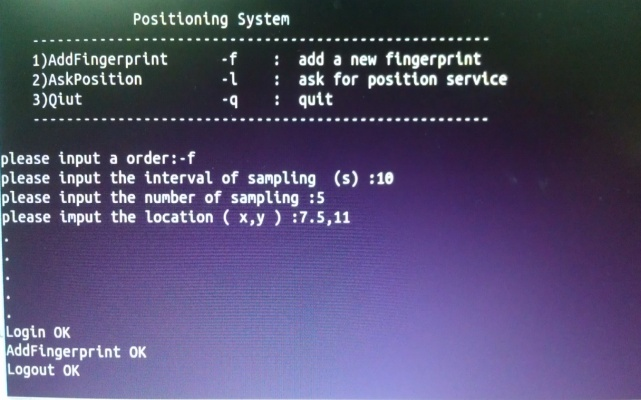 Positioning System
--------------------------------------------------------
1)AddFingerprint -f : add a new fingerprint
2)AskPosition -l : ask for position service
3)Qiut -q : quit
--------------------------------------------------------
please input a order:-f
please input the interval of sampling (s) :10
please input the number of sampling :5
please imput the location ( x,y ) :7.5,11
.
.
.
.
.
Login OK
AddFingerprint OK
Logout OK